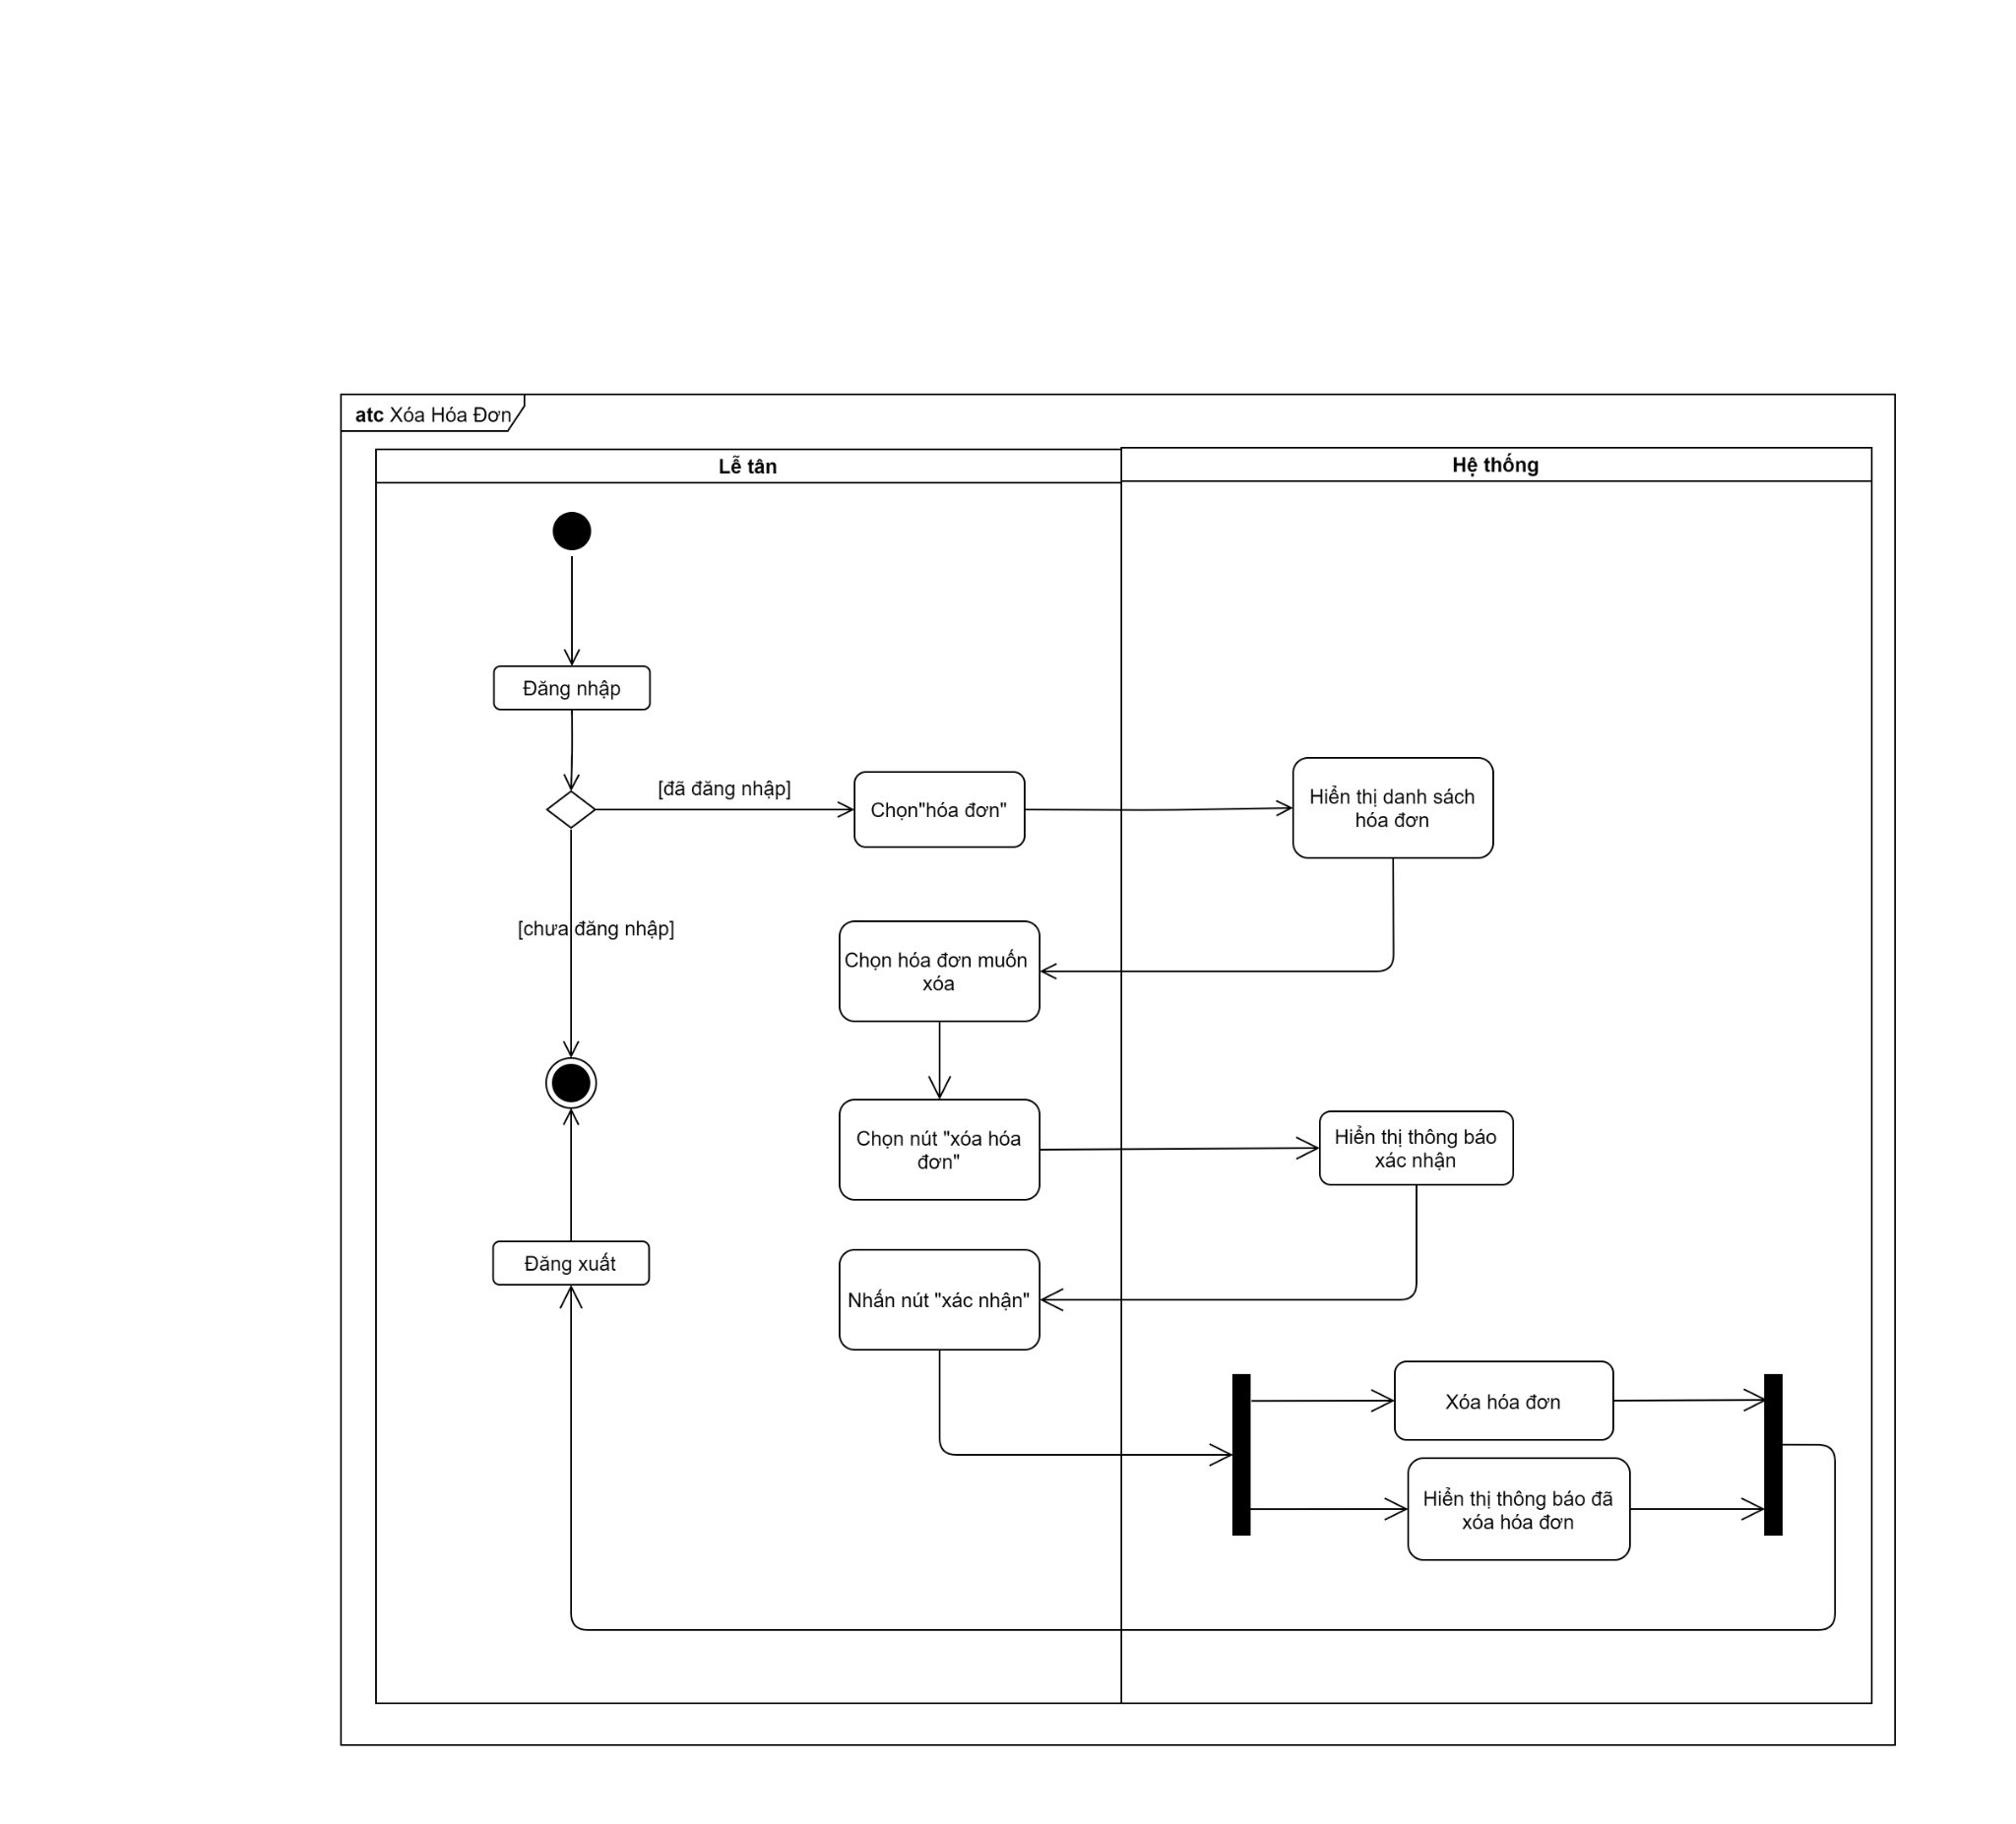 atc Xóa Hóa Đơn
Lễ tân
Hệ thống
Đăng nhập
[đã đăng nhập]
Chọn"hóa đơn"
Hiển thị danh sách
hóa đơn
[chưa đăng nhập]
Chọn hóa đơn muốn
xóa
Chọn nút "xóa hóa
đơn"
Hiển thị thông báo
xác nhận
Đăng xuất
Nhấn nút "xác nhận"
Xóa hóa đơn
Hiển thị thông báo đã
xóa hóa đơn